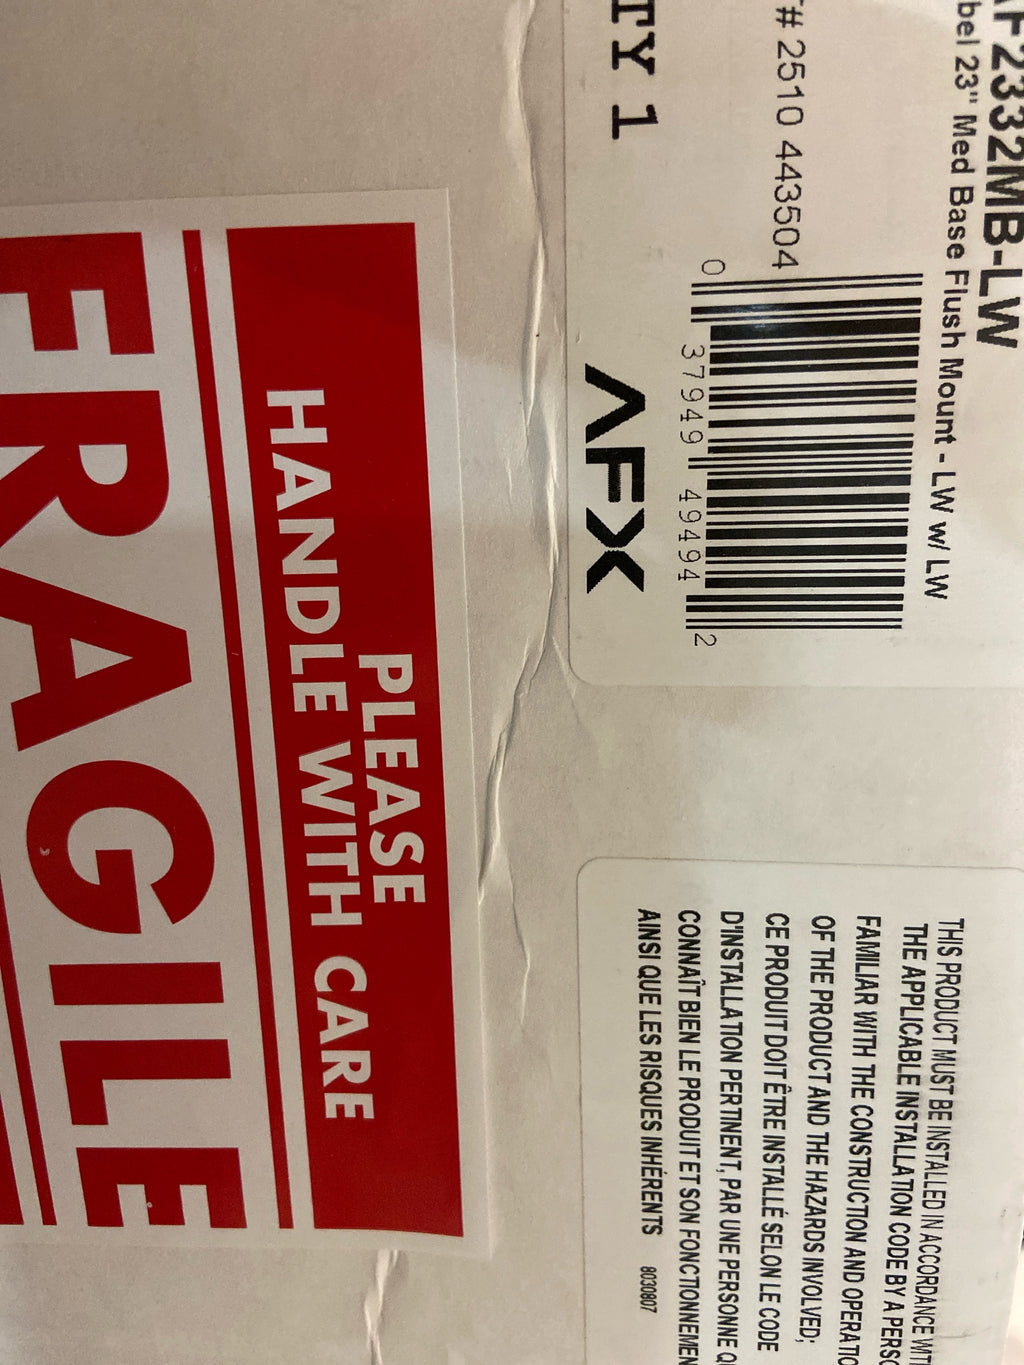 F2332MB-LW
bel 23" Med Base Flush Mount - LW w/ LW
# 2510 443504
0 37949 49494 2
TY 1
AFX
THIS PRODUCT MUST BE INSTALLED IN ACCORDANCE WIT
THE APPLICABLE INSTALLATION CODE BY A PERSO
FAMILIAR WITH THE CONSTRUCTION AND OPERATIO
OF THE PRODUCT AND THE HAZARDS INVOLVED;
CE PRODUIT DOIT ÊTRE INSTALLÉ SELON LE CODE
D'INSTALLATION PERTINENT, PAR UNE PERSONNE QU
CONNAÎT BIEN LE PRODUIT ET SON FONCTIONNEMEN
AINSI QUE LES RISQUES INHÉRENTS 8030807
PLEASE
HANDLE WITH CARE
FRAGILE